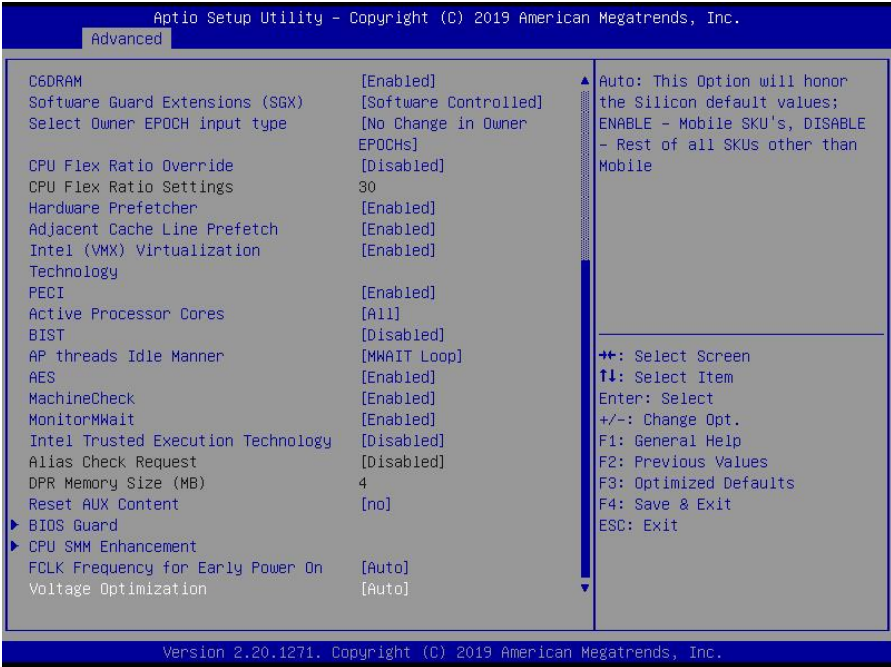 Aptio Setup Utility – Copyright (C) 2019 American Megatrends, Inc.
Advanced
C6DRAM [Enabled]
Software Guard Extensions (SGX) [Software Controlled]
Select Owner EPOCH input type [No Change in Owner
EPOCHs]
CPU Flex Ratio Override [Disabled]
CPU Flex Ratio Settings 30
Hardware Prefetcher [Enabled]
Adjacent Cache Line Prefetch [Enabled]
Intel (VMX) Virtualization [Enabled]
Technology
PECI [Enabled]
Active Processor Cores [All]
BIST [Disabled]
AP threads Idle Manner [MWAIT Loop]
AES [Enabled]
MachineCheck [Enabled]
MonitorMWait [Enabled]
Intel Trusted Execution Technology [Disabled]
Alias Check Request [Disabled]
DPR Memory Size (MB) 4
Reset AUX Content [no]
BIOS Guard
CPU SMM Enhancement
FCLK Frequency for Early Power On [Auto]
Voltage Optimization [Auto]
Auto: This Option will honor
the Silicon default values;
ENABLE – Mobile SKU's, DISABLE
– Rest of all SKUs other than
Mobile
→←: Select Screen
↑↓: Select Item
Enter: Select
+/-: Change Opt.
F1: General Help
F2: Previous Values
F3: Optimized Defaults
F4: Save & Exit
ESC: Exit
Version 2.20.1271. Copyright (C) 2019 American Megatrends, Inc.